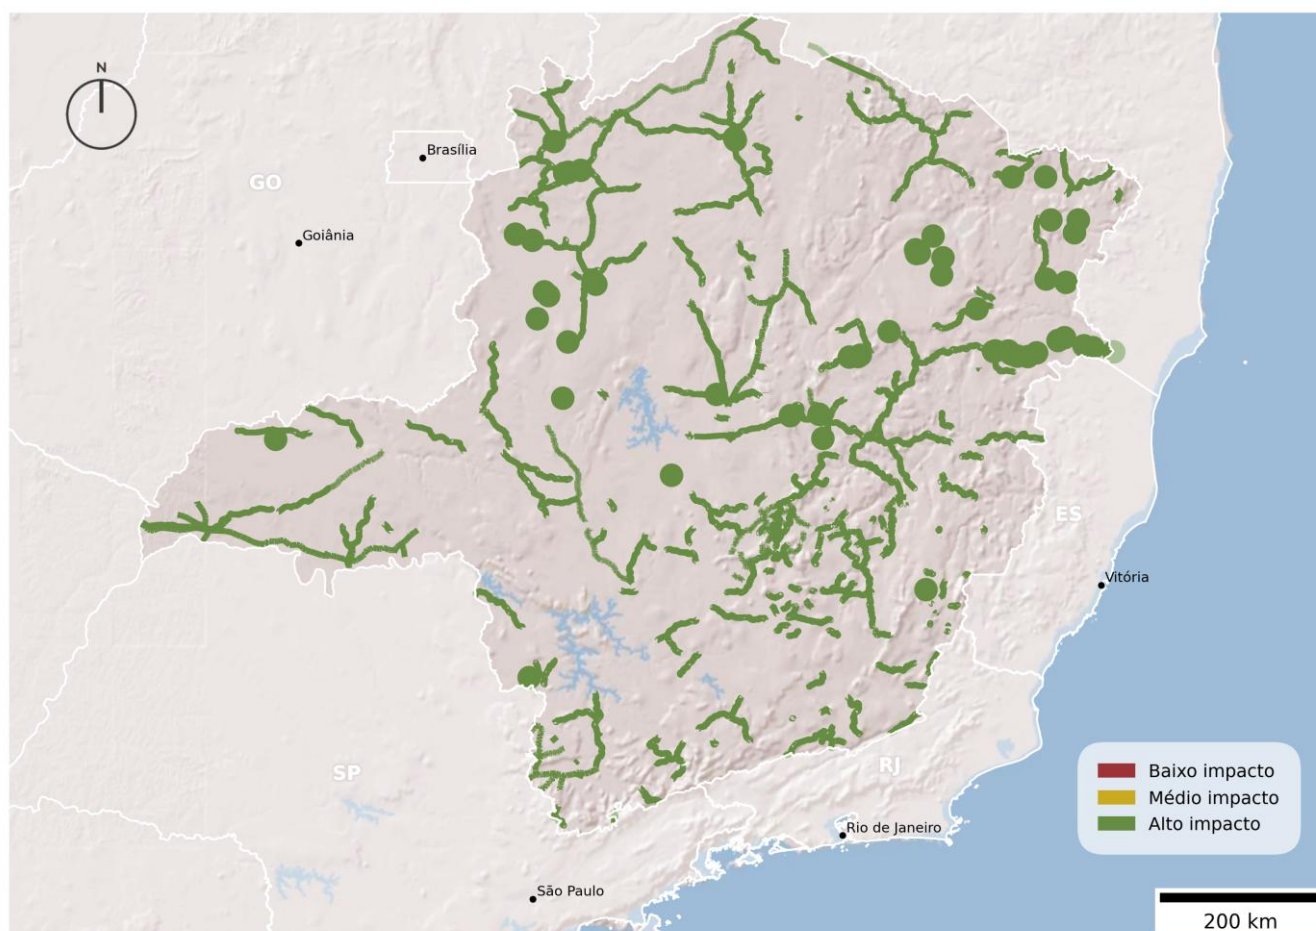 N
Brasília
GO
Goiânia
ES
Vitória
SP
RJ
Rio de Janeiro
São Paulo
Baixo impacto
Médio impacto
Alto impacto
200 km